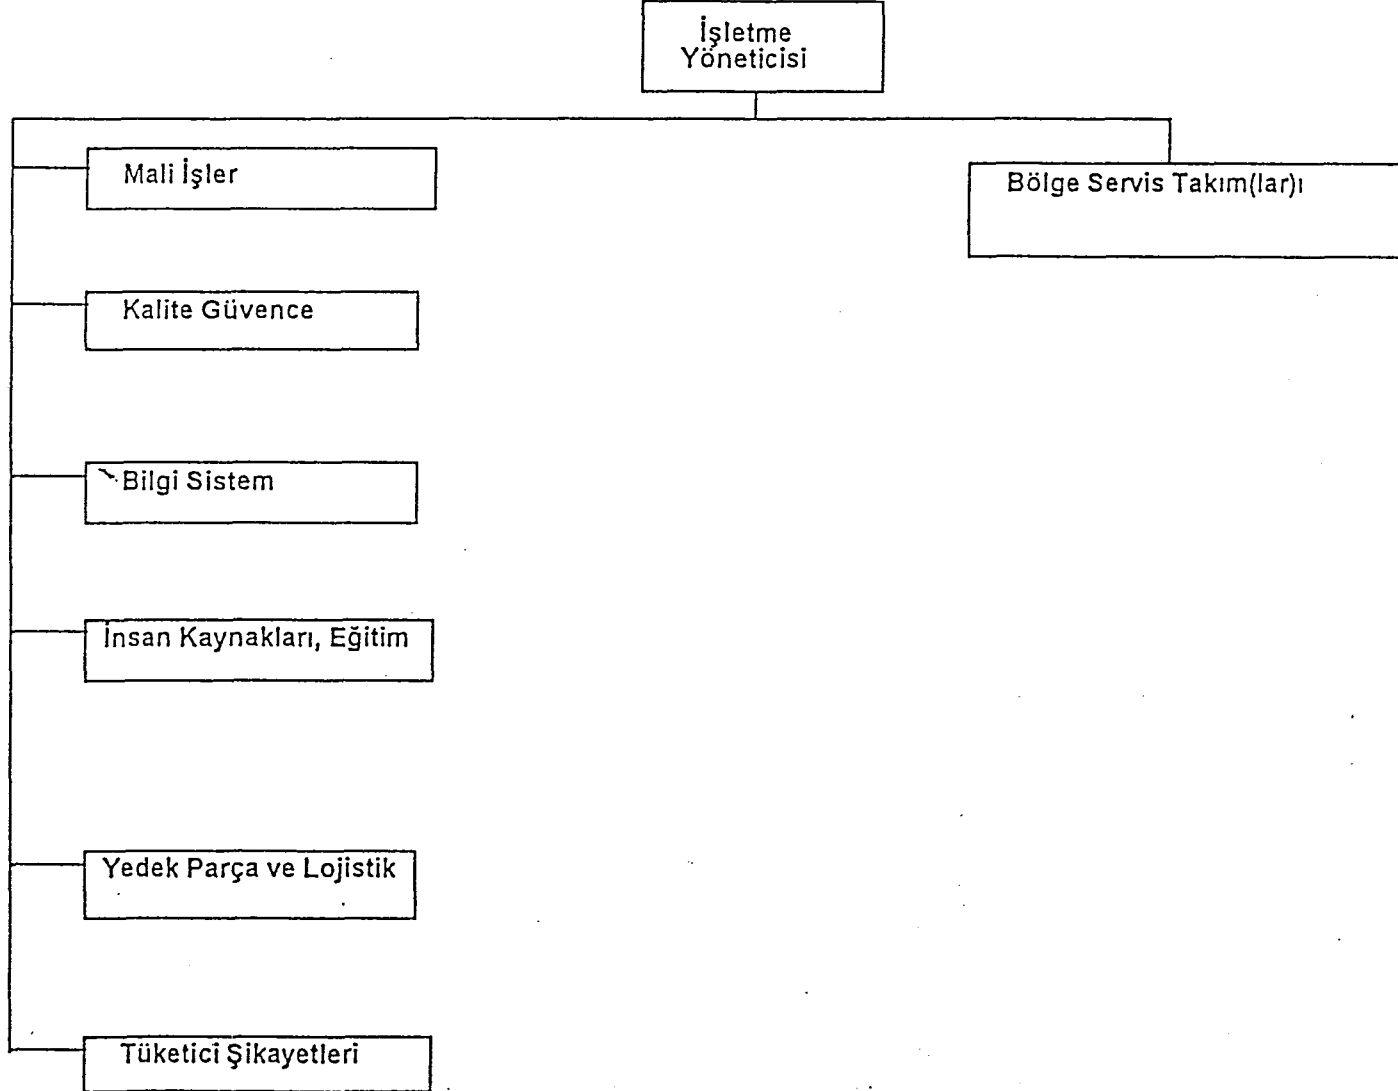 İşletme
Yöneticisi
Mali İşler
Bölge Servis Takım(lar)ı
Kalite Güvence
Bilgi Sistem
İnsan Kaynakları, Eğitim
Yedek Parça ve Lojistik
Tüketici Şikayetleri